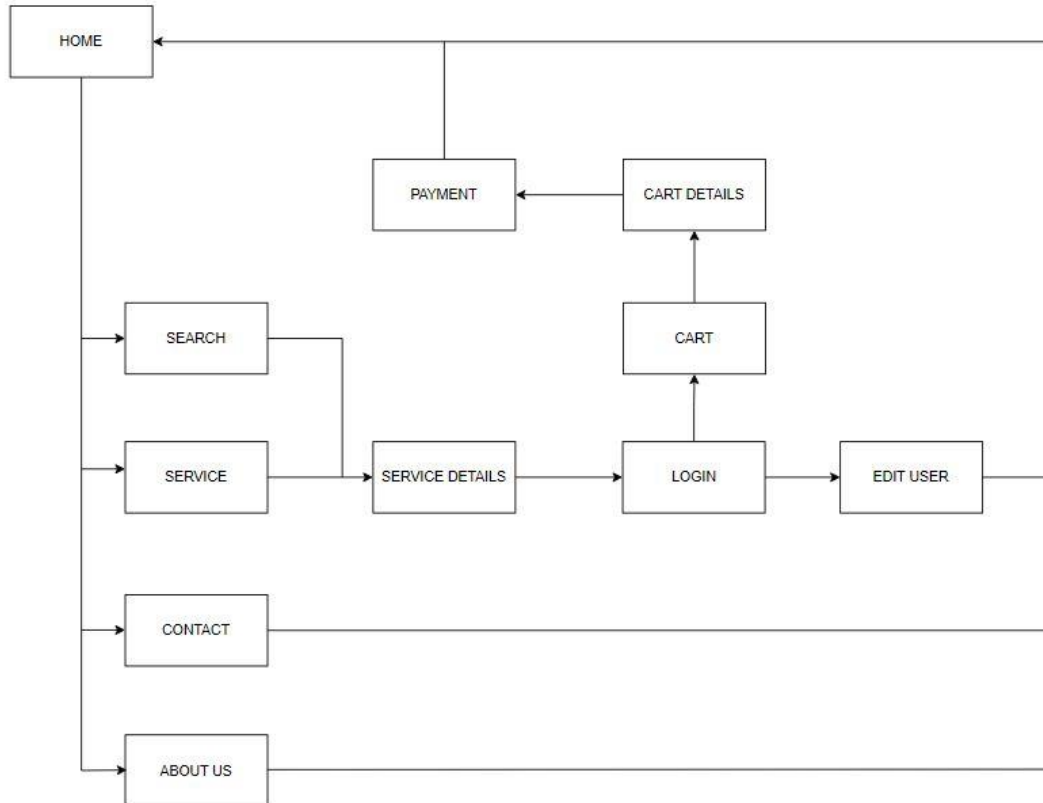 HOME
PAYMENT
CART DETAILS
SEARCH
CART
SERVICE
SERVICE DETAILS
LOGIN
EDIT USER
CONTACT
ABOUT US